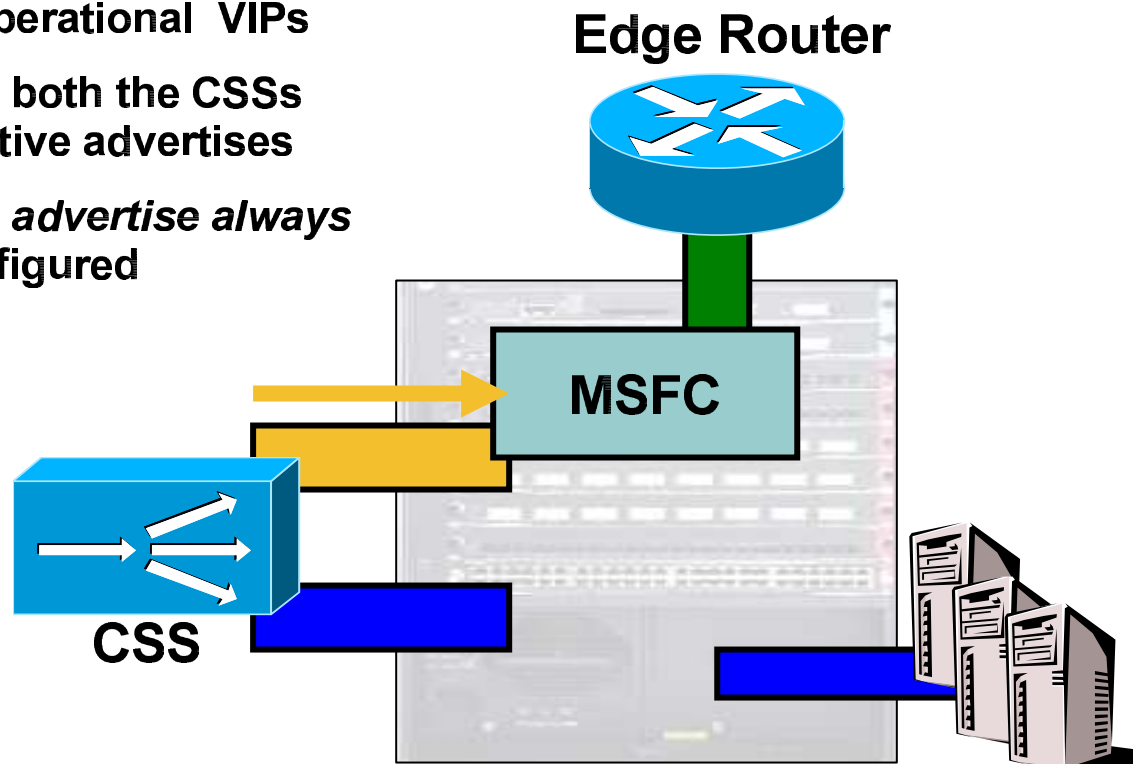 perational VIPs
both the CSSs
tive advertises
advertise always
figured
Edge Router
MSFC
CSS